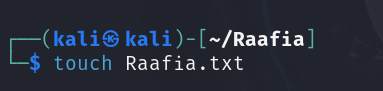 ┌──(kali㉿kali)-[~/Raafia]
└─$ touch Raafia.txt